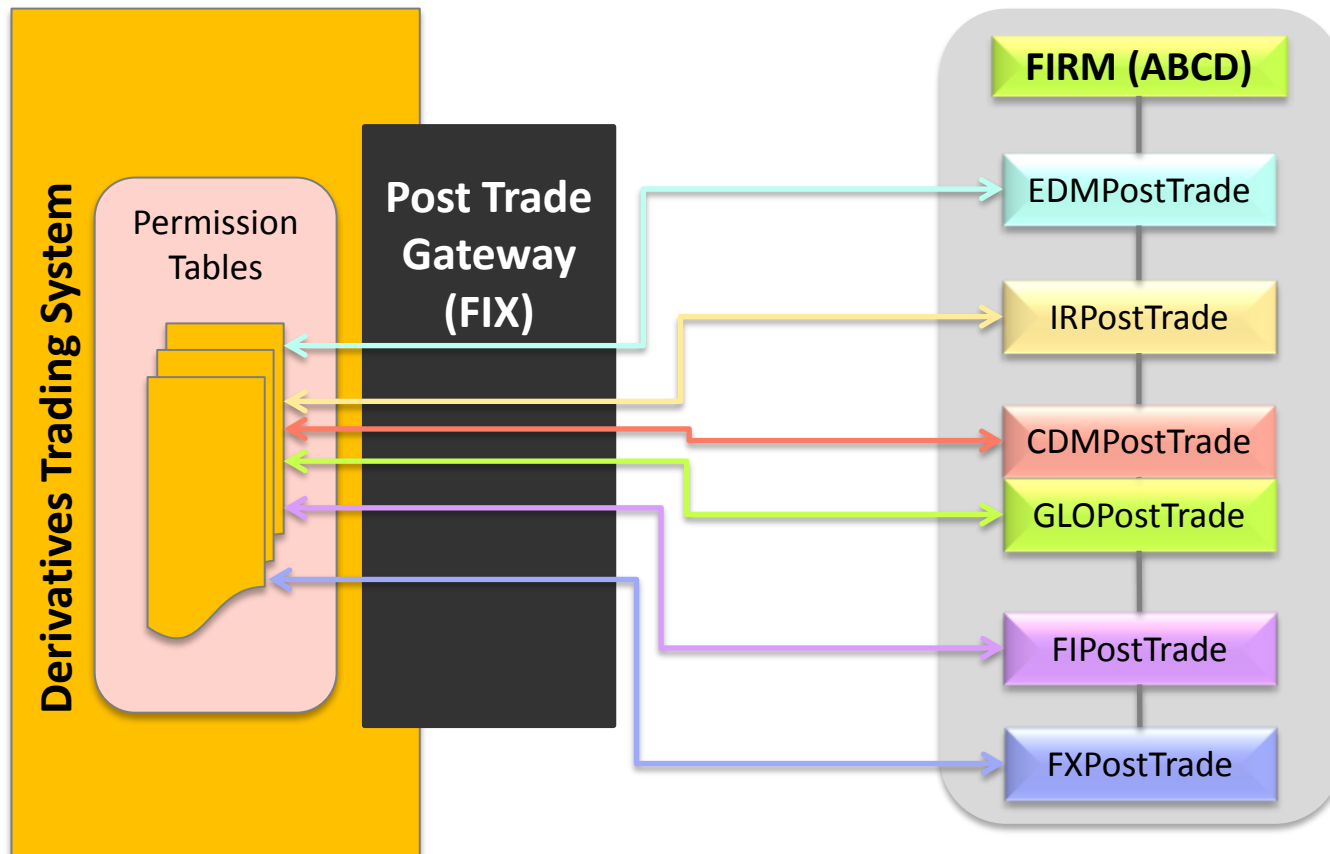 Derivatives Trading System
Permission
Tables
Post Trade
Gateway
(FIX)
FIRM (ABCD)
EDMPostTrade
IRPostTrade
CDMPostTrade
GLOPostTrade
FIPostTrade
FXPostTrade